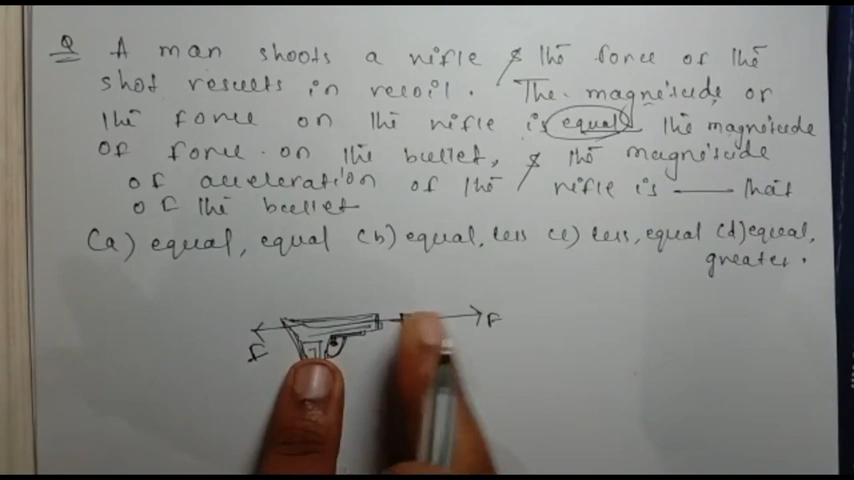 Q A man shoots a rifle & the force of the
shot results in recoil. The magnitude of
the force on the rifle is equal the magnitude
of force on the bullet, & the magnitude
of acceleration of the rifle is —— that
of the bullet
(a) equal, equal (b) equal, less (c) less, equal (d) equal,
greater.
F F